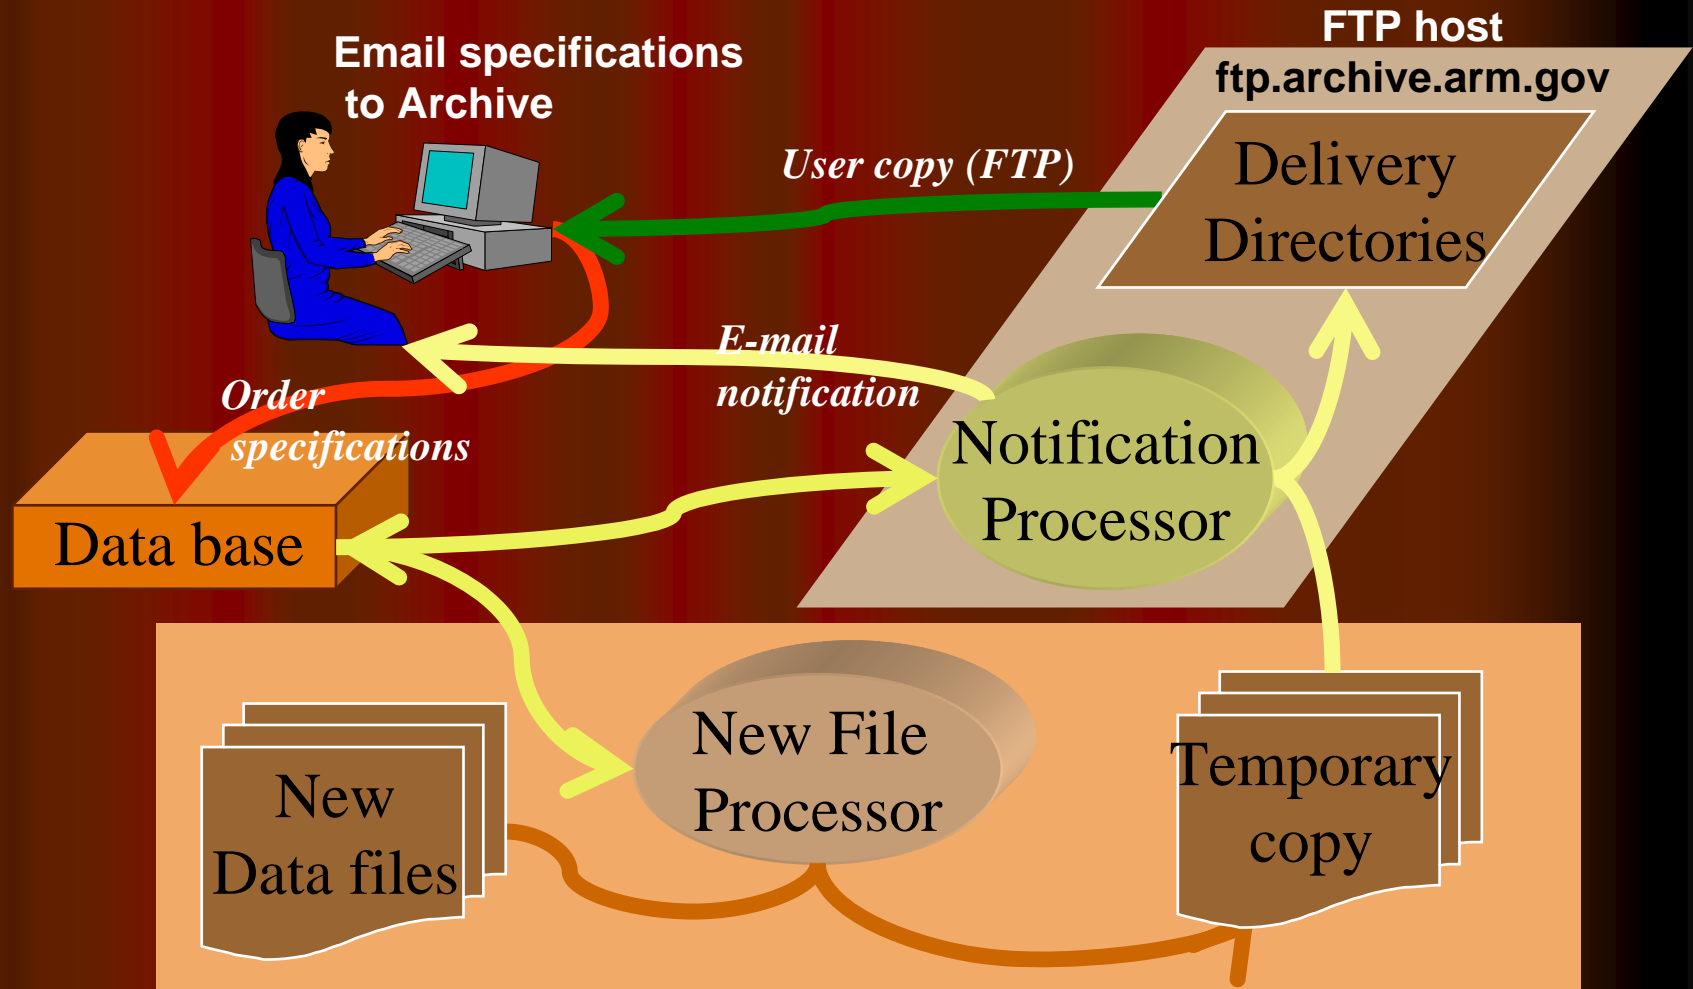 Email specifications
to Archive
FTP host
ftp.archive.arm.gov
Delivery
Directories
User copy (FTP)
E-mail
notification
Order
specifications
Notification
Processor
Data base
New File
Processor
New
Data files
Temporary
copy